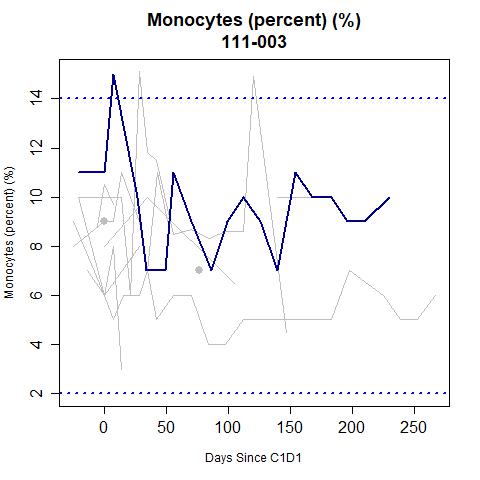 Monocytes (percent) (%)
111-003
Monocytes (percent) (%)
14
12
10
8
6
4
2
0 50 100 150 200 250
Days Since C1D1